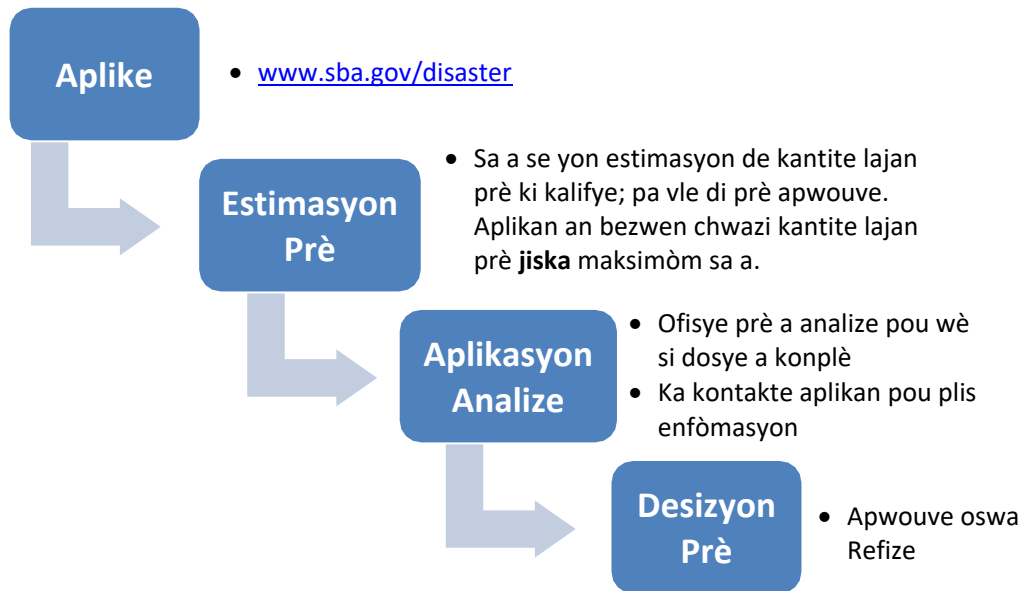 Aplike
• www.sba.gov/disaster
Estimasyon
Prè
• Sa a se yon estimasyon de kantite lajan
prè ki kalifye; pa vle di prè apwouve.
Aplikan an bezwen chwazi kantite lajan
prè jiska maksimòm sa a.
Aplikasyon
Analize
• Ofisye prè a analize pou wè
si dosye a konplè
• Ka kontakte aplikan pou plis
enfòmasyon
Desizyon
Prè
• Apwouve oswa
Refize